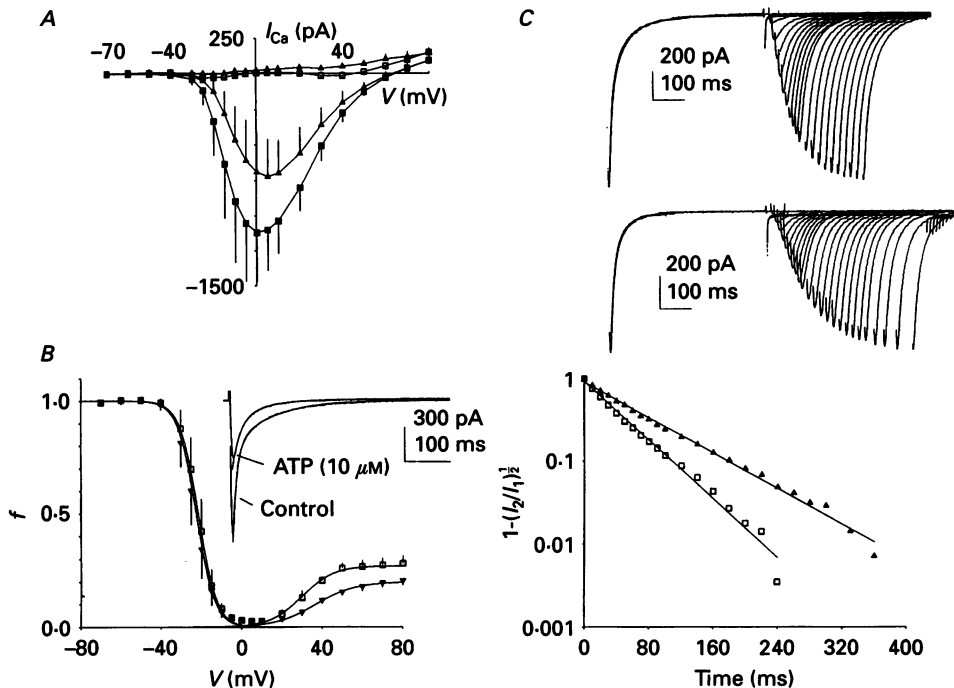 A
−70
−40
250
I_Ca (pA)
40
V (mV)
−1500
B
1·0
0·5
0·0
f
−80
−40
0
40
80
V (mV)
300 pA
100 ms
ATP (10 μM)
Control
C
200 pA
100 ms
200 pA
100 ms
1
0·1
0·01
0·001
1-(I₂/I₁)^½
0
80
160
240
320
400
Time (ms)